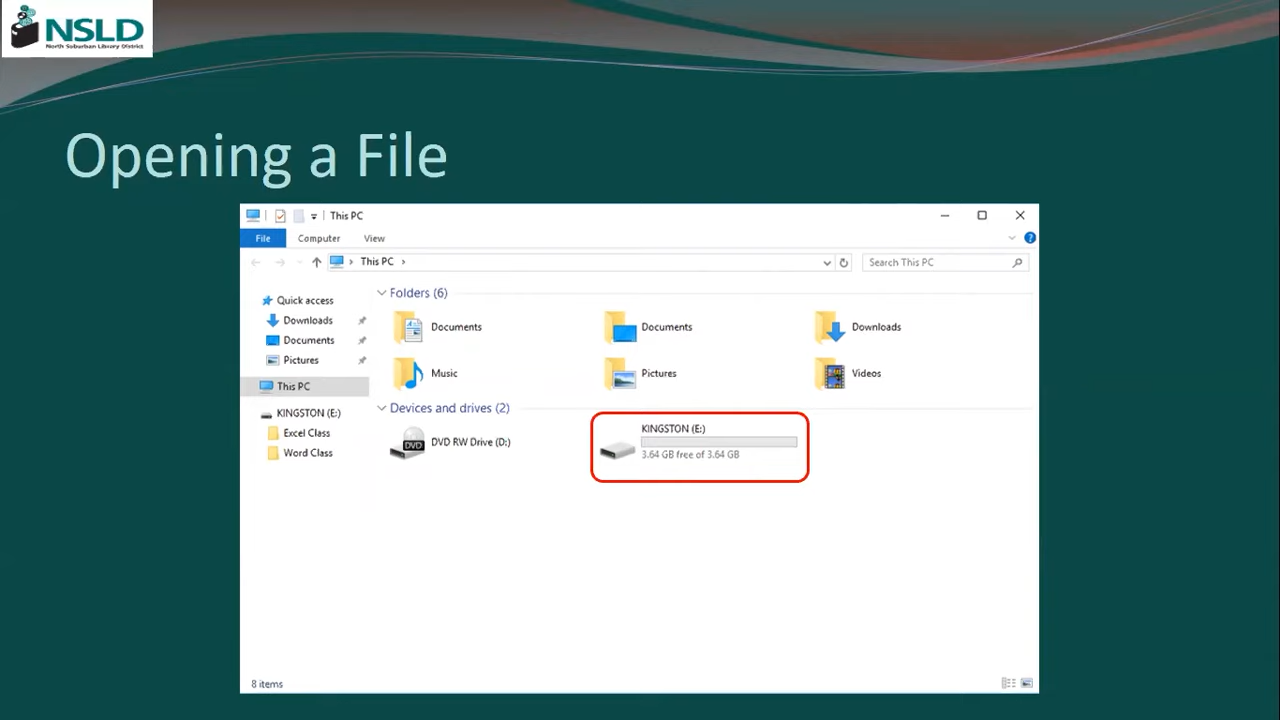 NSLD
North Suburban Library District
Opening a File
This PC
File Computer View
This PC
Search This PC
Quick access
Downloads
Documents
Pictures
This PC
KINGSTON (E:)
Excel Class
Word Class
Folders (6)
Documents Documents Downloads
Music Pictures Videos
Devices and drives (2)
DVD
DVD RW Drive (D:)
KINGSTON (E:)
3.64 GB free of 3.64 GB
8 items